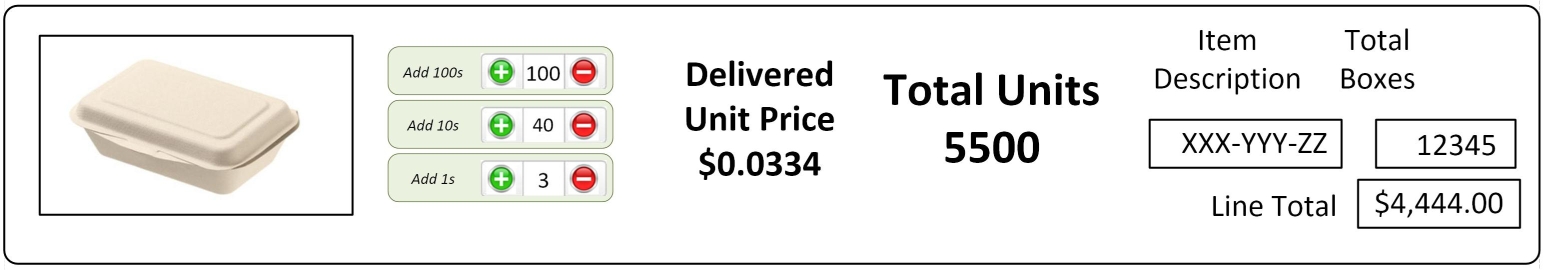 Add 100s
100
Add 10s
40
Add 1s
3
Delivered
Unit Price
$0.0334
Total Units
5500
Item
Description
Total
Boxes
XXX-YYY-ZZ
12345
Line Total
$4,444.00